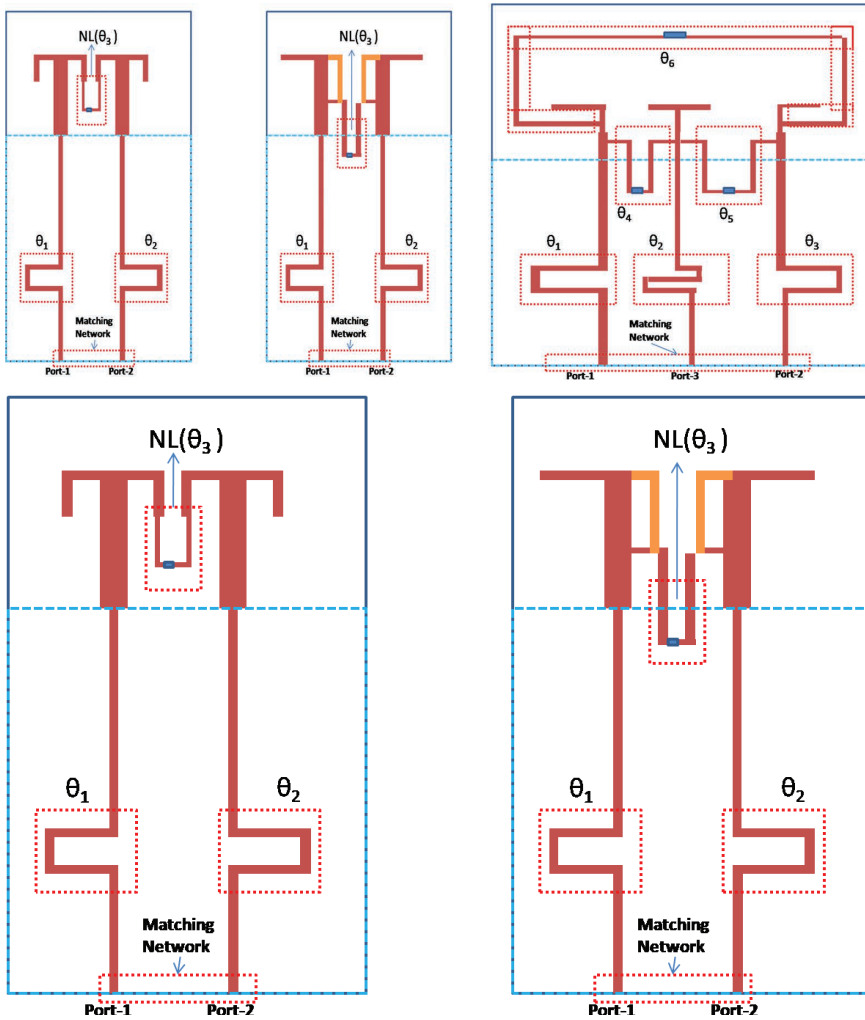 NL(θ3)
θ1
θ2
Matching
Network
Port-1
Port-2
NL(θ3)
θ1
θ2
Matching
Network
Port-1
Port-2
θ6
θ4
θ5
θ1
θ2
θ3
Matching
Network
Port-1
Port-3
Port-2
NL(θ3 )
θ1
θ2
Matching
Network
Port-1
Port-2
NL(θ3 )
θ1
θ2
Matching
Network
Port-1
Port-2